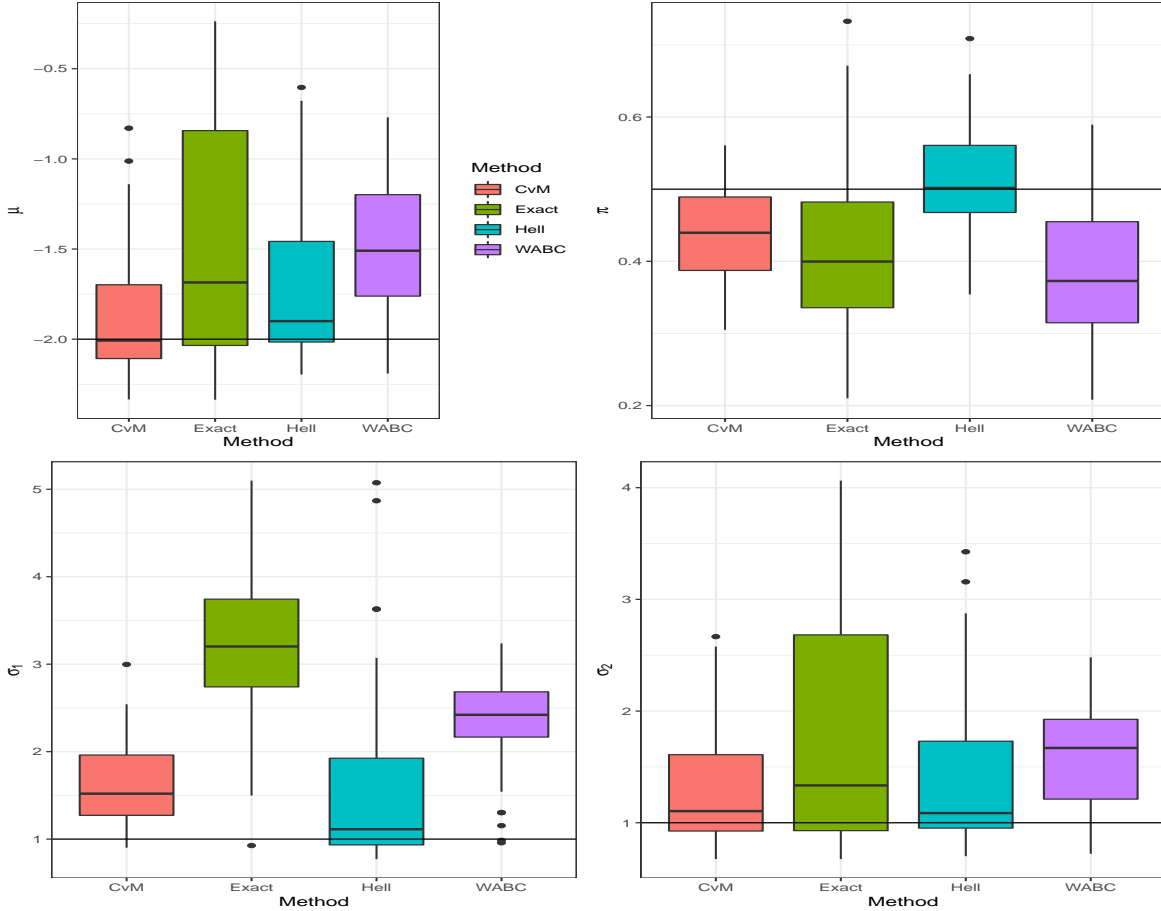 −0.5
−1.0
−1.5
−2.0
μ
CvM Exact Hell WABC
Method
Method
CvM
Exact
Hell
WABC
0.6
0.4
0.2
π
CvM Exact Hell WABC
Method
5
4
3
2
1
σ1
CvM Exact Hell WABC
Method
4
3
2
1
σ2
CvM Exact Hell WABC
Method